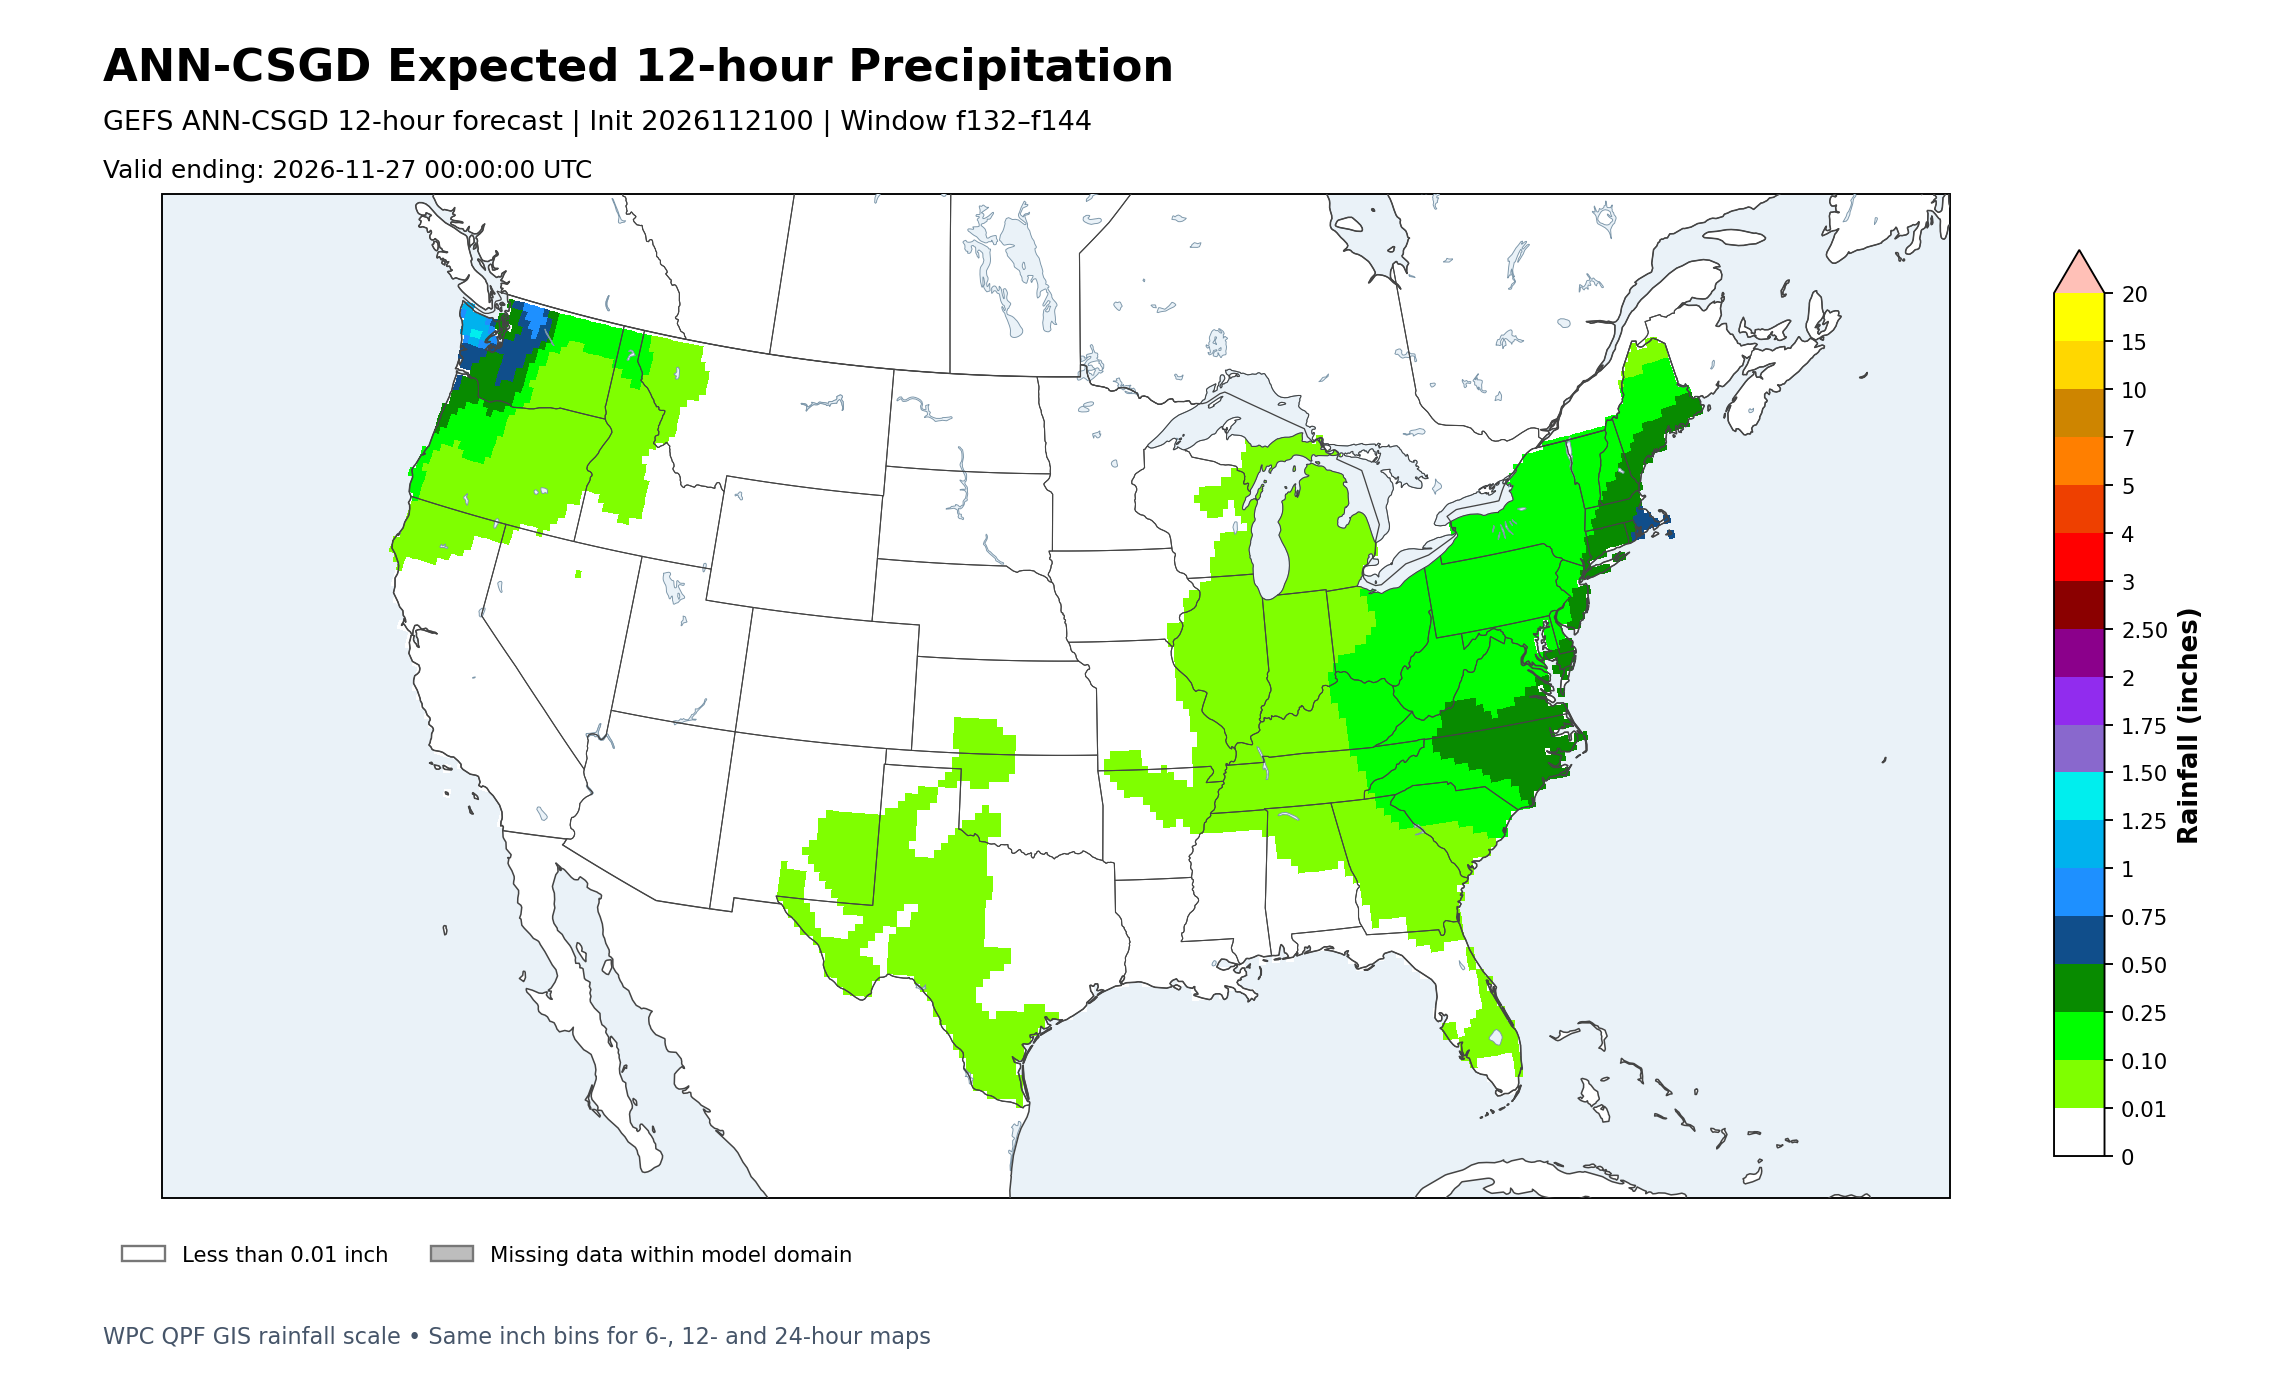 ANN-CSGD Expected 12-hour Precipitation
GEFS ANN-CSGD 12-hour forecast | Init 2026112100 | Window f132–f144
Valid ending: 2026-11-27 00:00:00 UTC
20
15
10
7
5
4
3
2.50
2
1.75
1.50
1.25
1
0.75
0.50
0.25
0.10
0.01
0
Rainfall (inches)
Less than 0.01 inch
Missing data within model domain
WPC QPF GIS rainfall scale • Same inch bins for 6-, 12- and 24-hour maps